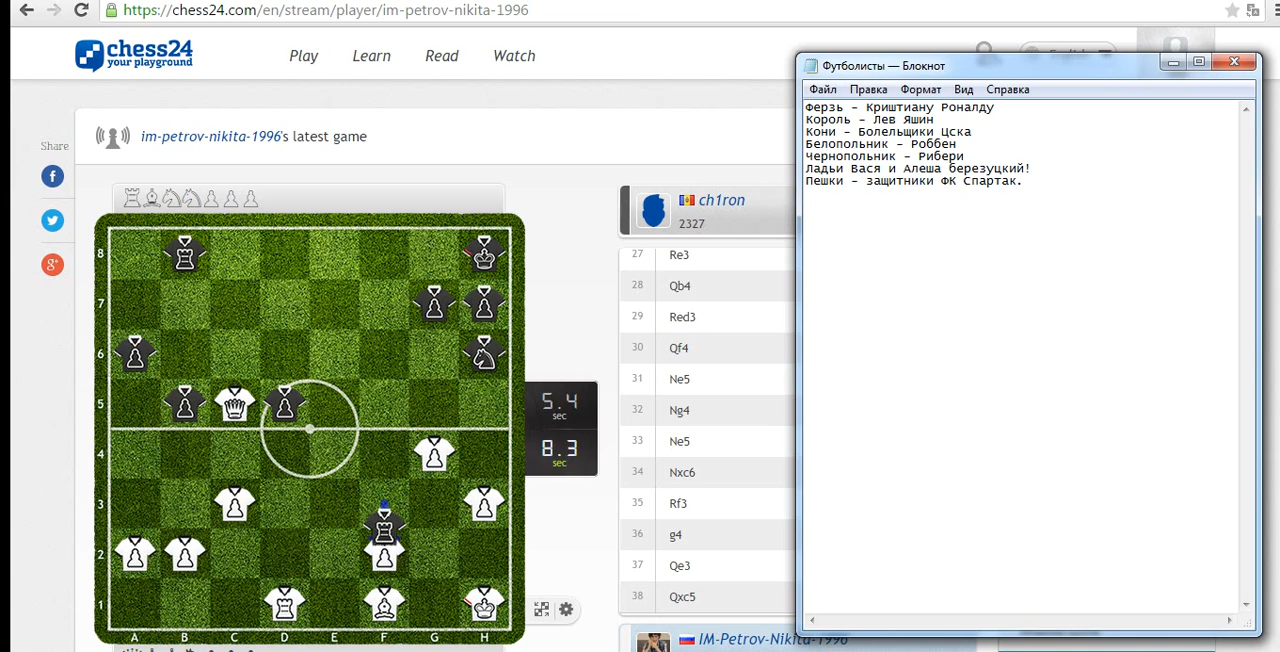 https://chess24.com/en/stream/player/im-petrov-nikita-1996
chess24
your playground
Play Learn Read Watch
im-petrov-nikita-1996's latest game
Share
ch1ron
2327
27 Re3
28 Qb4
29 Red3
30 Qf4
31 Ne5
32 Ng4
33 Ne5
34 Nxc6
35 Rf3
36 g4
37 Qe3
38 Qxc5
IM-Petrov-Nikita-1996
8
7
6
5
4
3
2
1
A B C D E F G H
5.4
sec
8.3
sec
Футболисты — Блокнот
Файл Правка Формат Вид Справка
Ферзь - Криштиану Роналду
Король - Лев Яшин
Кони - Болельщики Цска
Белопольник - Роббен
Чернопольник - Рибери
Ладьи Вася и Алеша березуцкий!
Пешки - защитники ФК Спартак.